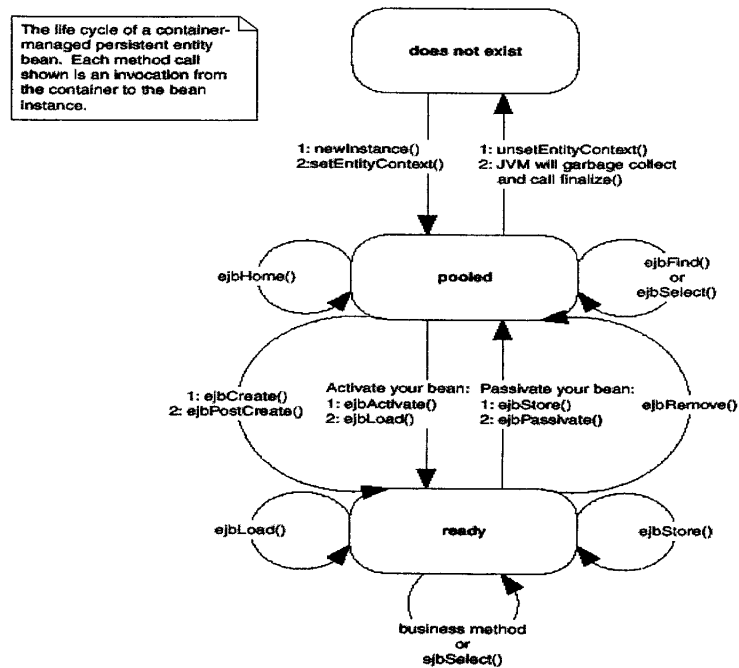 The life cycle of a container-
managed persistent entity
bean. Each method call
shown is an invocation from
the container to the bean
instance.
does not exist
1: newInstance()
2:setEntityContext()
1: unsetEntityContext()
2: JVM will garbage collect
and call finalize()
ejbHome()
pooled
ejbFind()
or
ejbSelect()
1: ejbCreate()
2: ejbPostCreate()
Activate your bean:
1: ejbActivate()
2: ejbLoad()
Passivate your bean:
1: ejbStore()
2: ejbPassivate()
ejbRemove()
ejbLoad()
ready
ejbStore()
business method
or
ejbSelect()